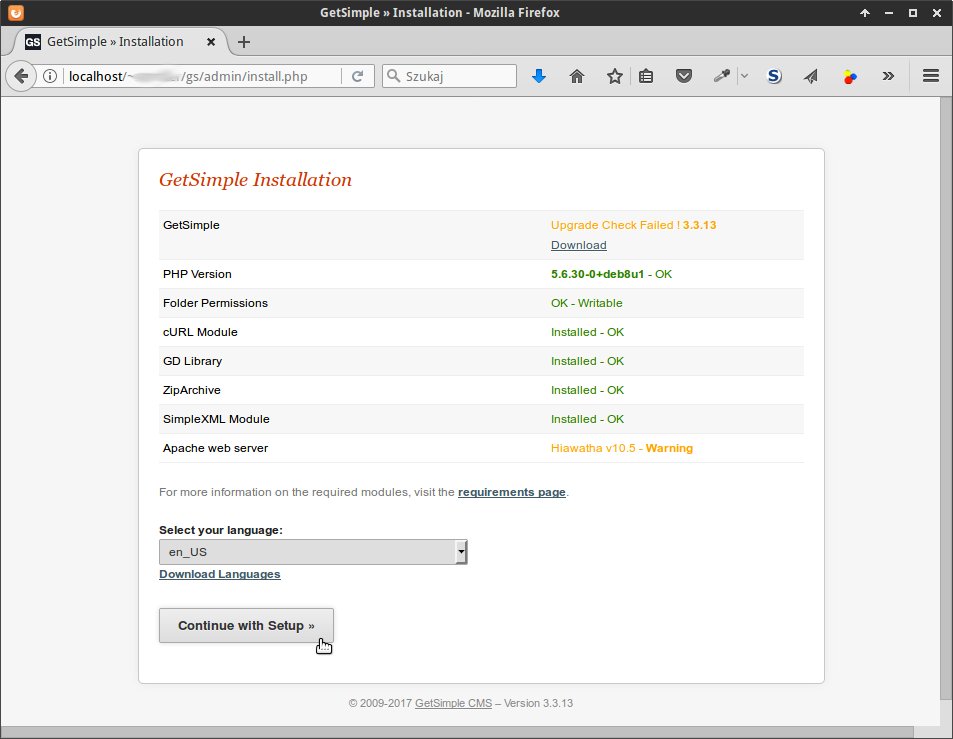 GetSimple » Installation - Mozilla Firefox
GS GetSimple » Installation
localhost/~ /gs/admin/install.php
Szukaj
S
GetSimple Installation
GetSimple Upgrade Check Failed ! 3.3.13
Download
PHP Version 5.6.30-0+deb8u1 - OK
Folder Permissions OK - Writable
cURL Module Installed - OK
GD Library Installed - OK
ZipArchive Installed - OK
SimpleXML Module Installed - OK
Apache web server Hiawatha v10.5 - Warning
For more information on the required modules, visit the requirements page.
Select your language:
en_US
Download Languages
Continue with Setup »
© 2009-2017 GetSimple CMS – Version 3.3.13